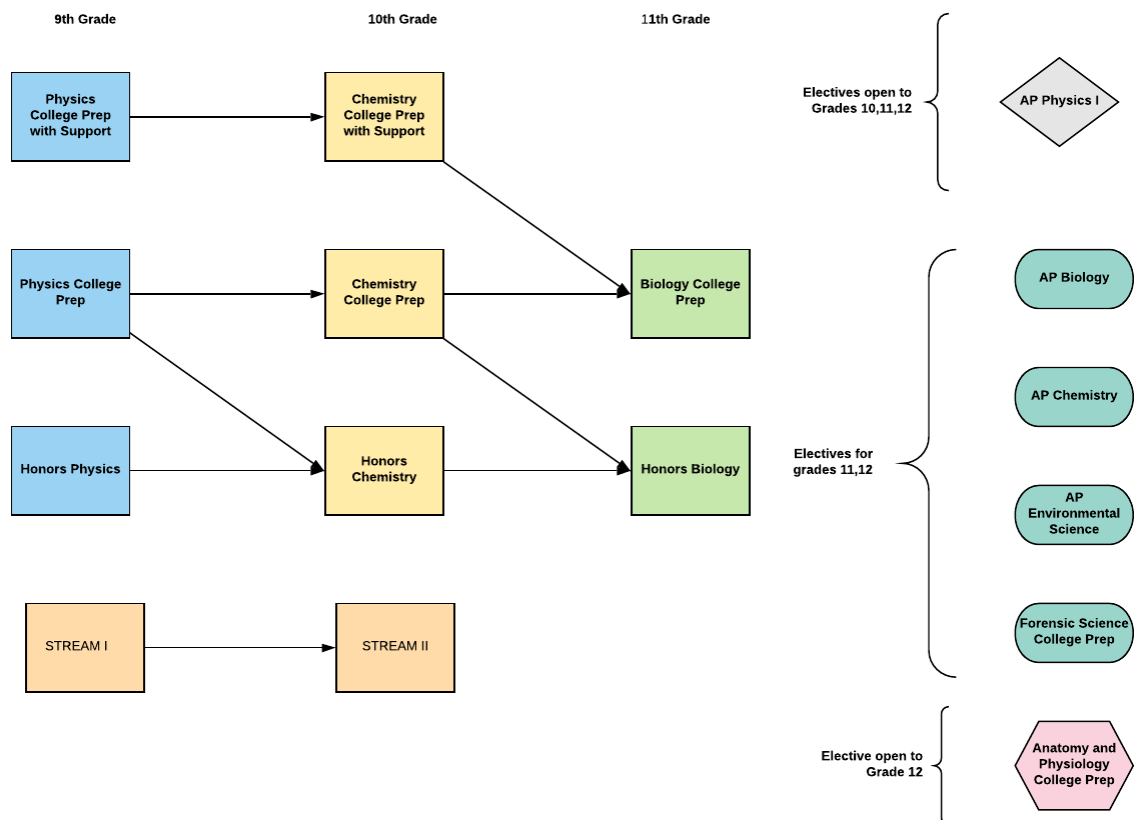 9th Grade
10th Grade
11th Grade
Physics
College Prep
with Support
Chemistry
College Prep
with Support
Electives open to
Grades 10,11,12
AP Physics I
Physics College
Prep
Chemistry
College Prep
Biology College
Prep
AP Biology
AP Chemistry
Honors Physics
Honors
Chemistry
Honors Biology
Electives for
grades 11,12
AP
Environmental
Science
STREAM I
STREAM II
Forensic Science
College Prep
Elective open to
Grade 12
Anatomy and
Physiology
College Prep